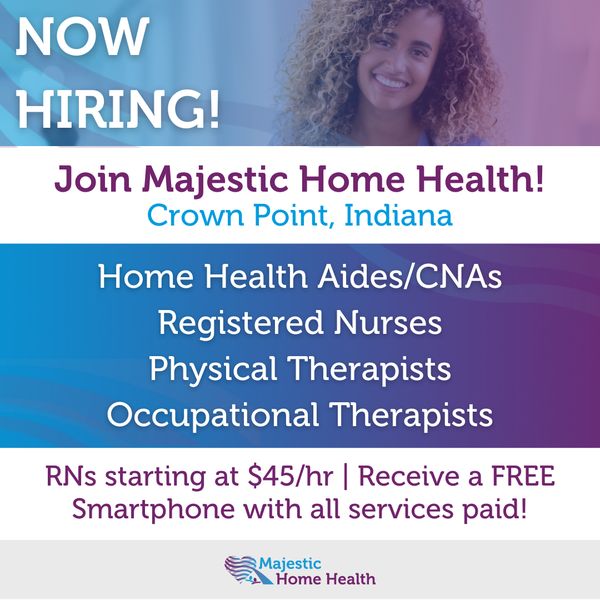 NOW
HIRING!
Join Majestic Home Health!
Crown Point, Indiana
Home Health Aides/CNAs
Registered Nurses
Physical Therapists
Occupational Therapists
RNs starting at $45/hr | Receive a FREE
Smartphone with all services paid!
Majestic
Home Health